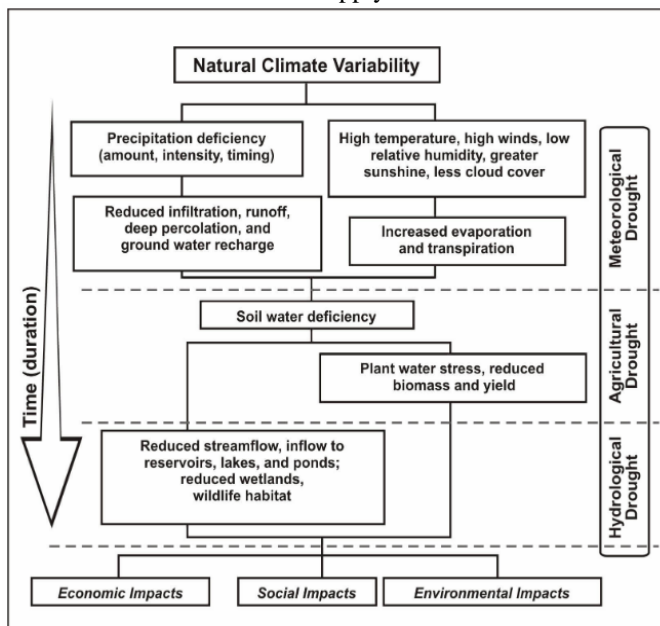 supply
Natural Climate Variability
Precipitation deficiency
(amount, intensity, timing)
High temperature, high winds, low
relative humidity, greater
sunshine, less cloud cover
Reduced infiltration, runoff,
deep percolation, and
ground water recharge
Increased evaporation
and transpiration
Meteorological
Drought
Time (duration)
Soil water deficiency
Plant water stress, reduced
biomass and yield
Agricultural
Drought
Reduced streamflow, inflow to
reservoirs, lakes, and ponds;
reduced wetlands,
wildlife habitat
Hydrological
Drought
Economic Impacts
Social Impacts
Environmental Impacts